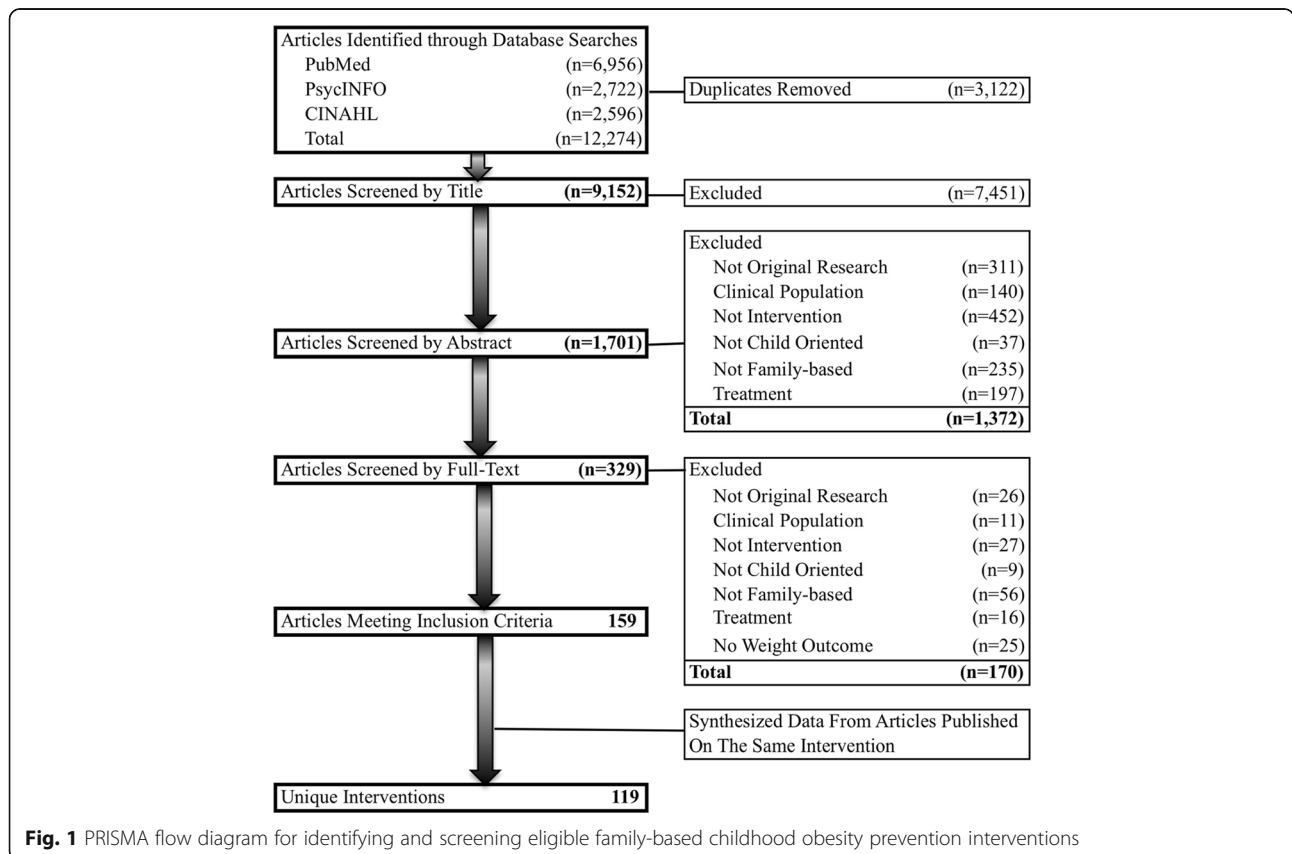 Articles Identified through Database Searches
PubMed (n=6,956)
PsycINFO (n=2,722)
CINAHL (n=2,596)
Total (n=12,274)
Duplicates Removed (n=3,122)
Articles Screened by Title (n=9,152)
Excluded (n=7,451)
Excluded
Not Original Research (n=311)
Clinical Population (n=140)
Not Intervention (n=452)
Not Child Oriented (n=37)
Not Family-based (n=235)
Treatment (n=197)
Total (n=1,372)
Articles Screened by Abstract (n=1,701)
Articles Screened by Full-Text (n=329)
Excluded
Not Original Research (n=26)
Clinical Population (n=11)
Not Intervention (n=27)
Not Child Oriented (n=9)
Not Family-based (n=56)
Treatment (n=16)
No Weight Outcome (n=25)
Total (n=170)
Articles Meeting Inclusion Criteria 159
Synthesized Data From Articles Published
On The Same Intervention
Unique Interventions 119
Fig. 1 PRISMA flow diagram for identifying and screening eligible family-based childhood obesity prevention interventions